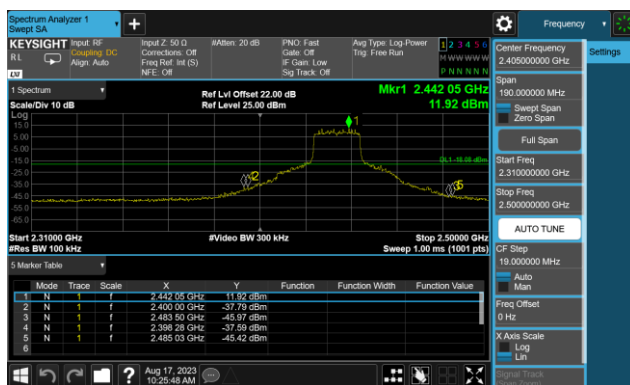 Spectrum Analyzer 1
Swept SA
Frequency
KEYSIGHT
Input: RF
Coupling: DC
Align: Auto
Input Z: 50 Ω
Corrections: Off
Freq Ref: Int (S)
NFE: Off
#Atten: 20 dB
PNO: Fast
Gate: Off
IF Gain: Low
Sig Track: Off
Avg Type: Log-Power
Trig: Free Run
1 2 3 4 5 6
M W W W W W
P N N N N N
RL
LXI
Center Frequency
2.405000000 GHz
Settings
Span
190.000000 MHz
Swept Span
Zero Span
Full Span
Start Freq
2.310000000 GHz
Stop Freq
2.500000000 GHz
AUTO TUNE
CF Step
19.000000 MHz
Auto
Man
Freq Offset
0 Hz
X Axis Scale
Log
Lin
Signal Track
1 Spectrum
Scale/Div 10 dB
Ref Lvl Offset 22.00 dB
Ref Level 25.00 dBm
Mkr1 2.442 05 GHz
11.92 dBm
Log
15.0
5.00
-5.00
-15.0
-25.0
-35.0
-45.0
-55.0
-65.0
1
2
5
DL1 -18.08 dBm
Start 2.31000 GHz
#Res BW 100 kHz
#Video BW 300 kHz
Stop 2.50000 GHz
Sweep 1.00 ms (1001 pts)
5 Marker Table
Mode Trace Scale X Y Function Function Width Function Value
1 N 1 f 2.442 05 GHz 11.92 dBm
2 N 1 f 2.400 00 GHz -37.79 dBm
3 N 1 f 2.483 50 GHz -45.97 dBm
4 N 1 f 2.398 28 GHz -37.59 dBm
5 N 1 f 2.485 03 GHz -45.42 dBm
6
Aug 17, 2023
10:25:48 AM